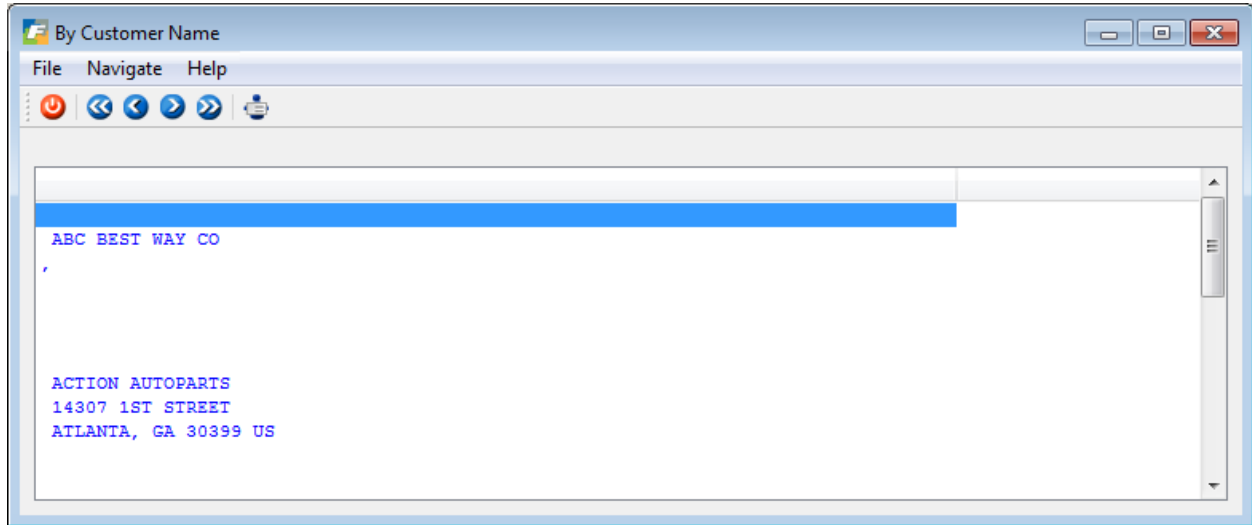 By Customer Name
File Navigate Help
ABC BEST WAY CO
,
ACTION AUTOPARTS
14307 1ST STREET
ATLANTA, GA 30399 US